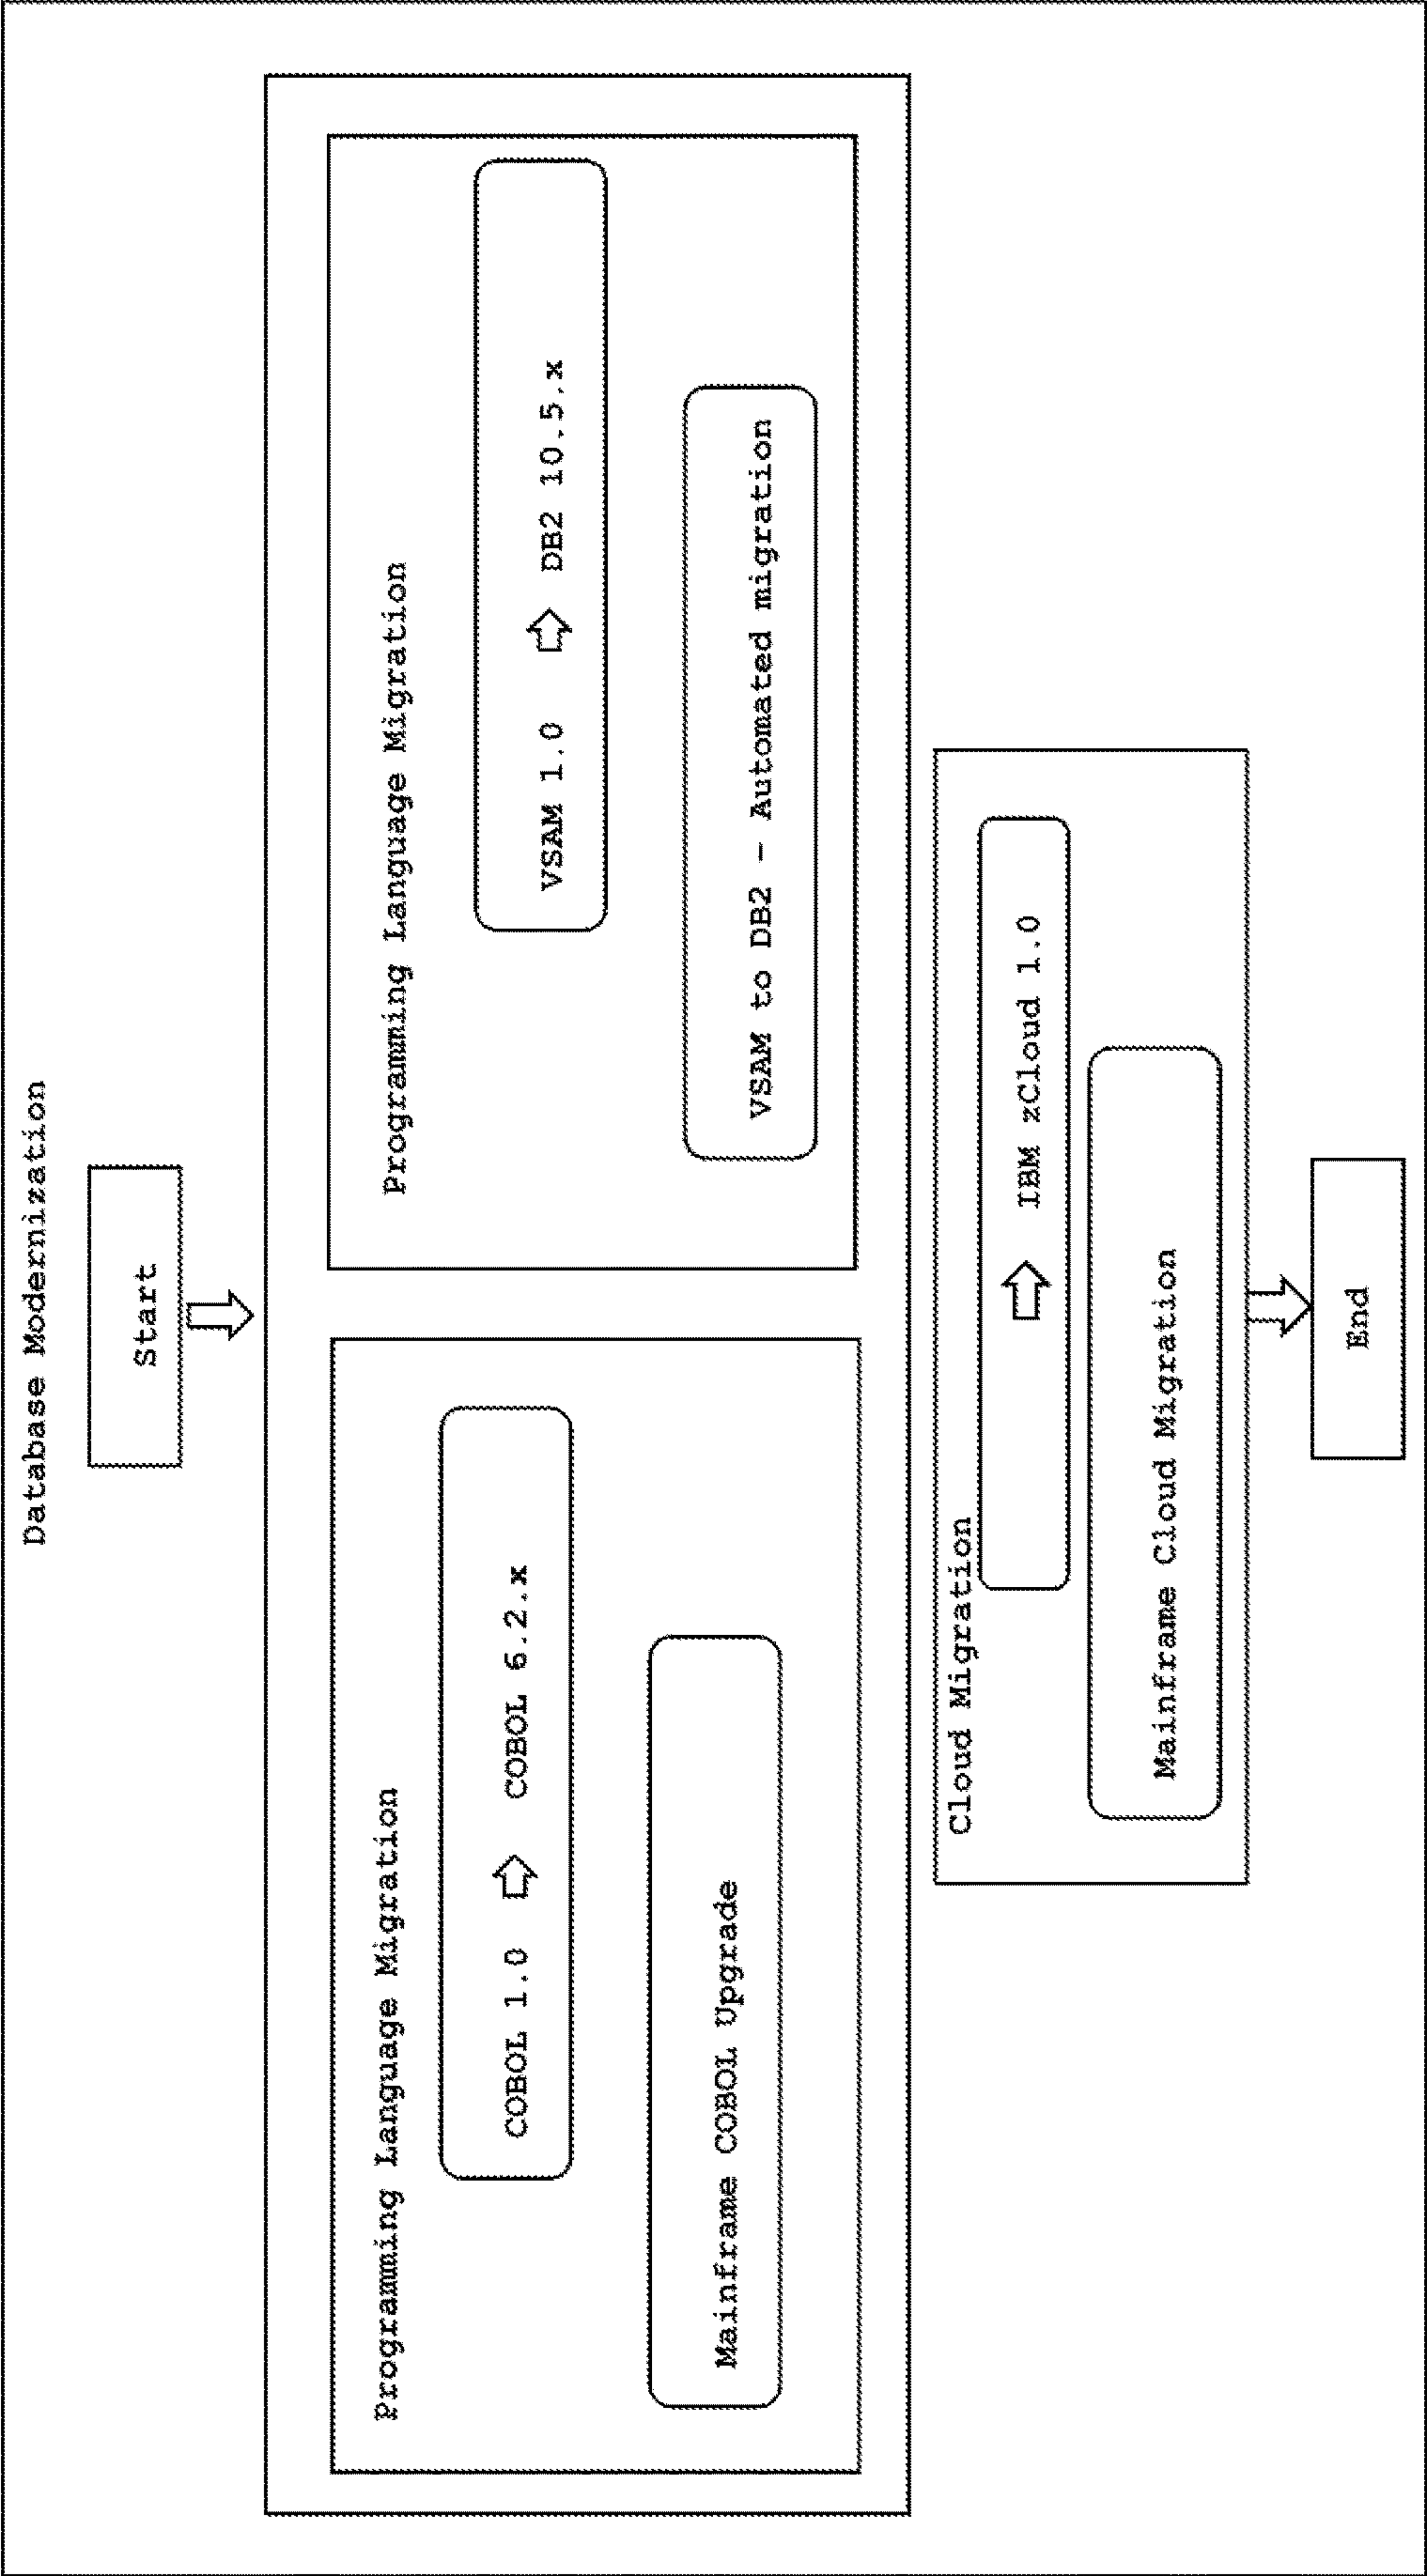 Database Modernization
Start
Programming Language Migration
COBOL 1.0 COBOL 6.2.x
Mainframe COBOL Upgrade
Programming Language Migration
VSAM 1.0 DB2 10.5.x
VSAM to DB2 - Automated migration
Cloud Migration
IBM zCloud 1.0
Mainframe Cloud Migration
End